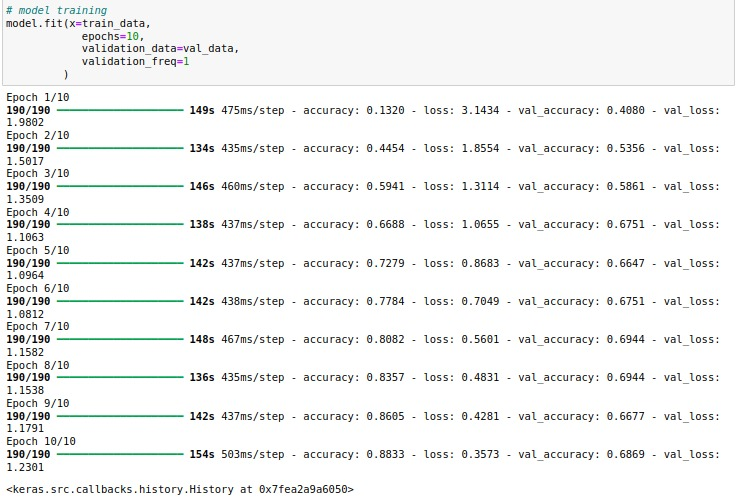 # model training
model.fit(x=train_data,
            epochs=10,
            validation_data=val_data,
            validation_freq=1
         )
Epoch 1/10
190/190 ━━━━━━━━━━━━━━━━━━━━ 149s 475ms/step - accuracy: 0.1320 - loss: 3.1434 - val_accuracy: 0.4080 - val_loss:
1.9802
Epoch 2/10
190/190 ━━━━━━━━━━━━━━━━━━━━ 134s 435ms/step - accuracy: 0.4454 - loss: 1.8554 - val_accuracy: 0.5356 - val_loss:
1.5017
Epoch 3/10
190/190 ━━━━━━━━━━━━━━━━━━━━ 146s 460ms/step - accuracy: 0.5941 - loss: 1.3114 - val_accuracy: 0.5861 - val_loss:
1.3509
Epoch 4/10
190/190 ━━━━━━━━━━━━━━━━━━━━ 138s 437ms/step - accuracy: 0.6688 - loss: 1.0655 - val_accuracy: 0.6751 - val_loss:
1.1063
Epoch 5/10
190/190 ━━━━━━━━━━━━━━━━━━━━ 142s 437ms/step - accuracy: 0.7279 - loss: 0.8683 - val_accuracy: 0.6647 - val_loss:
1.0964
Epoch 6/10
190/190 ━━━━━━━━━━━━━━━━━━━━ 142s 438ms/step - accuracy: 0.7784 - loss: 0.7049 - val_accuracy: 0.6751 - val_loss:
1.0812
Epoch 7/10
190/190 ━━━━━━━━━━━━━━━━━━━━ 148s 467ms/step - accuracy: 0.8082 - loss: 0.5601 - val_accuracy: 0.6944 - val_loss:
1.1582
Epoch 8/10
190/190 ━━━━━━━━━━━━━━━━━━━━ 136s 435ms/step - accuracy: 0.8357 - loss: 0.4831 - val_accuracy: 0.6944 - val_loss:
1.1538
Epoch 9/10
190/190 ━━━━━━━━━━━━━━━━━━━━ 142s 437ms/step - accuracy: 0.8605 - loss: 0.4281 - val_accuracy: 0.6677 - val_loss:
1.1791
Epoch 10/10
190/190 ━━━━━━━━━━━━━━━━━━━━ 154s 503ms/step - accuracy: 0.8833 - loss: 0.3573 - val_accuracy: 0.6869 - val_loss:
1.2301
<keras.src.callbacks.history.History at 0x7fea2a9a6050>